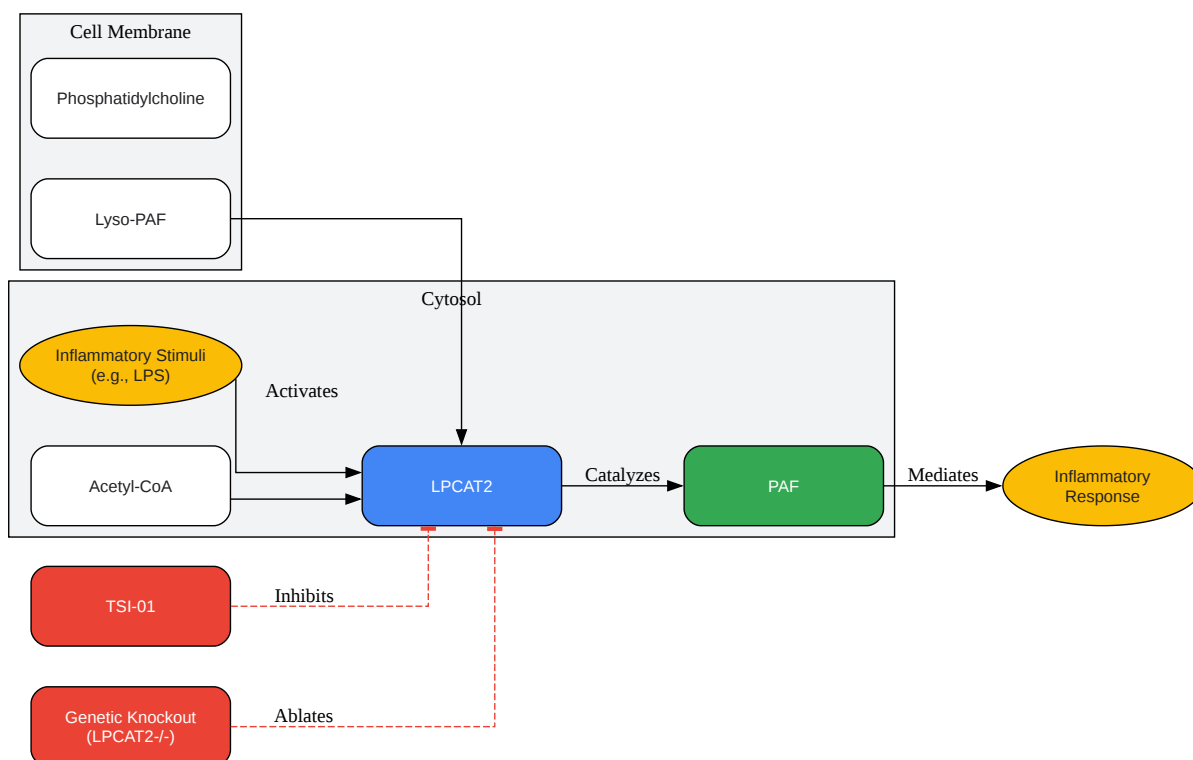 Cell Membrane
Phosphatidylcholine
Lyso-PAF
Cytosol
Inflammatory Stimuli
(e.g., LPS)
Activates
Acetyl-CoA
LPCAT2
Catalyzes
PAF
Mediates
Inflammatory
Response
TSI-01
Inhibits
Genetic Knockout
(LPCAT2-/-)
Ablates